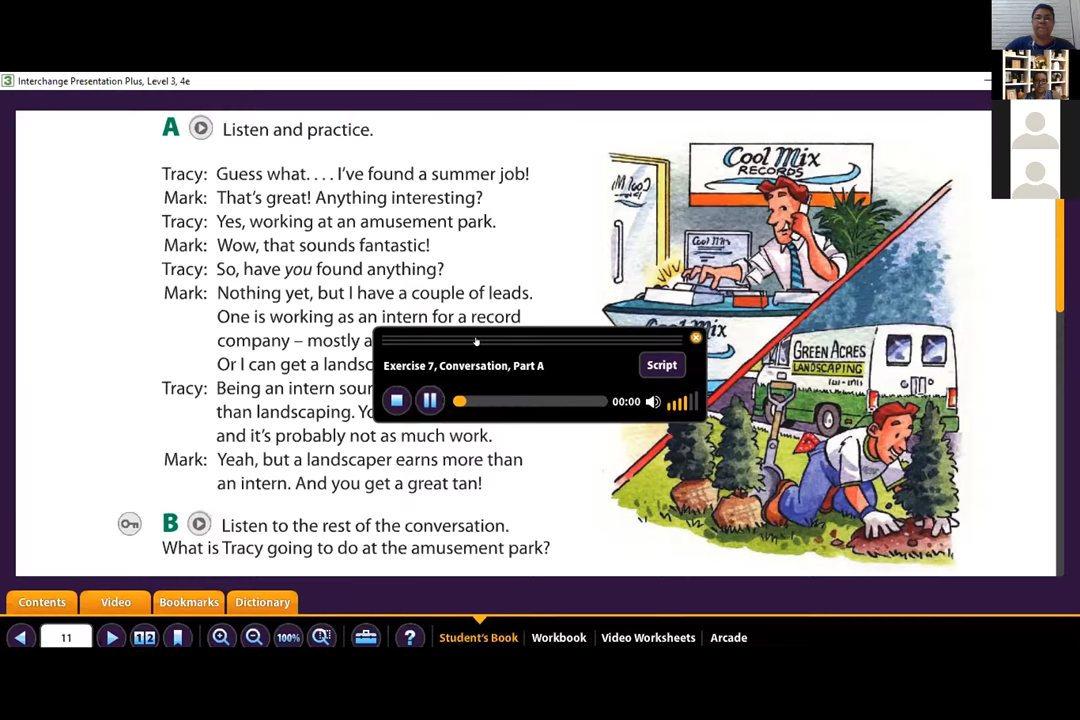 3 Interchange Presentation Plus, Level 3, 4e
A Listen and practice.
Tracy: Guess what. . . . I've found a summer job!
Mark: That's great! Anything interesting?
Tracy: Yes, working at an amusement park.
Mark: Wow, that sounds fantastic!
Tracy: So, have you found anything?
Mark: Nothing yet, but I have a couple of leads.
One is working as an intern for a record
company – mostly a
Or I can get a landsc
Tracy: Being an intern soun
than landscaping. Yo
and it's probably not as much work.
Mark: Yeah, but a landscaper earns more than
an intern. And you get a great tan!
B Listen to the rest of the conversation.
What is Tracy going to do at the amusement park?
Cool Mix
RECORDS
Cool Mix
GREEN ACRES
LANDSCAPING
Exercise 7, Conversation, Part A
Script
00:00
Contents
Video
Bookmarks
Dictionary
11
1 2
100%
?
Student's Book
Workbook
Video Worksheets
Arcade